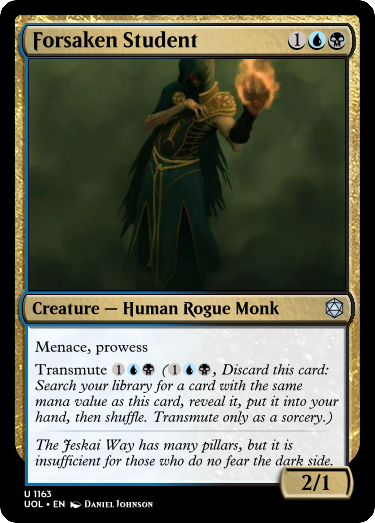 Forsaken Student 1
Creature — Human Rogue Monk
Menace, prowess
Transmute 1 (1, Discard this card:
Search your library for a card with the same
mana value as this card, reveal it, put it into your
hand, then shuffle. Transmute only as a sorcery.)
The Jeskai Way has many pillars, but it is
insufficient for those who do no fear the dark side.
2/1
U 1163
UOL • EN Daniel Johnson